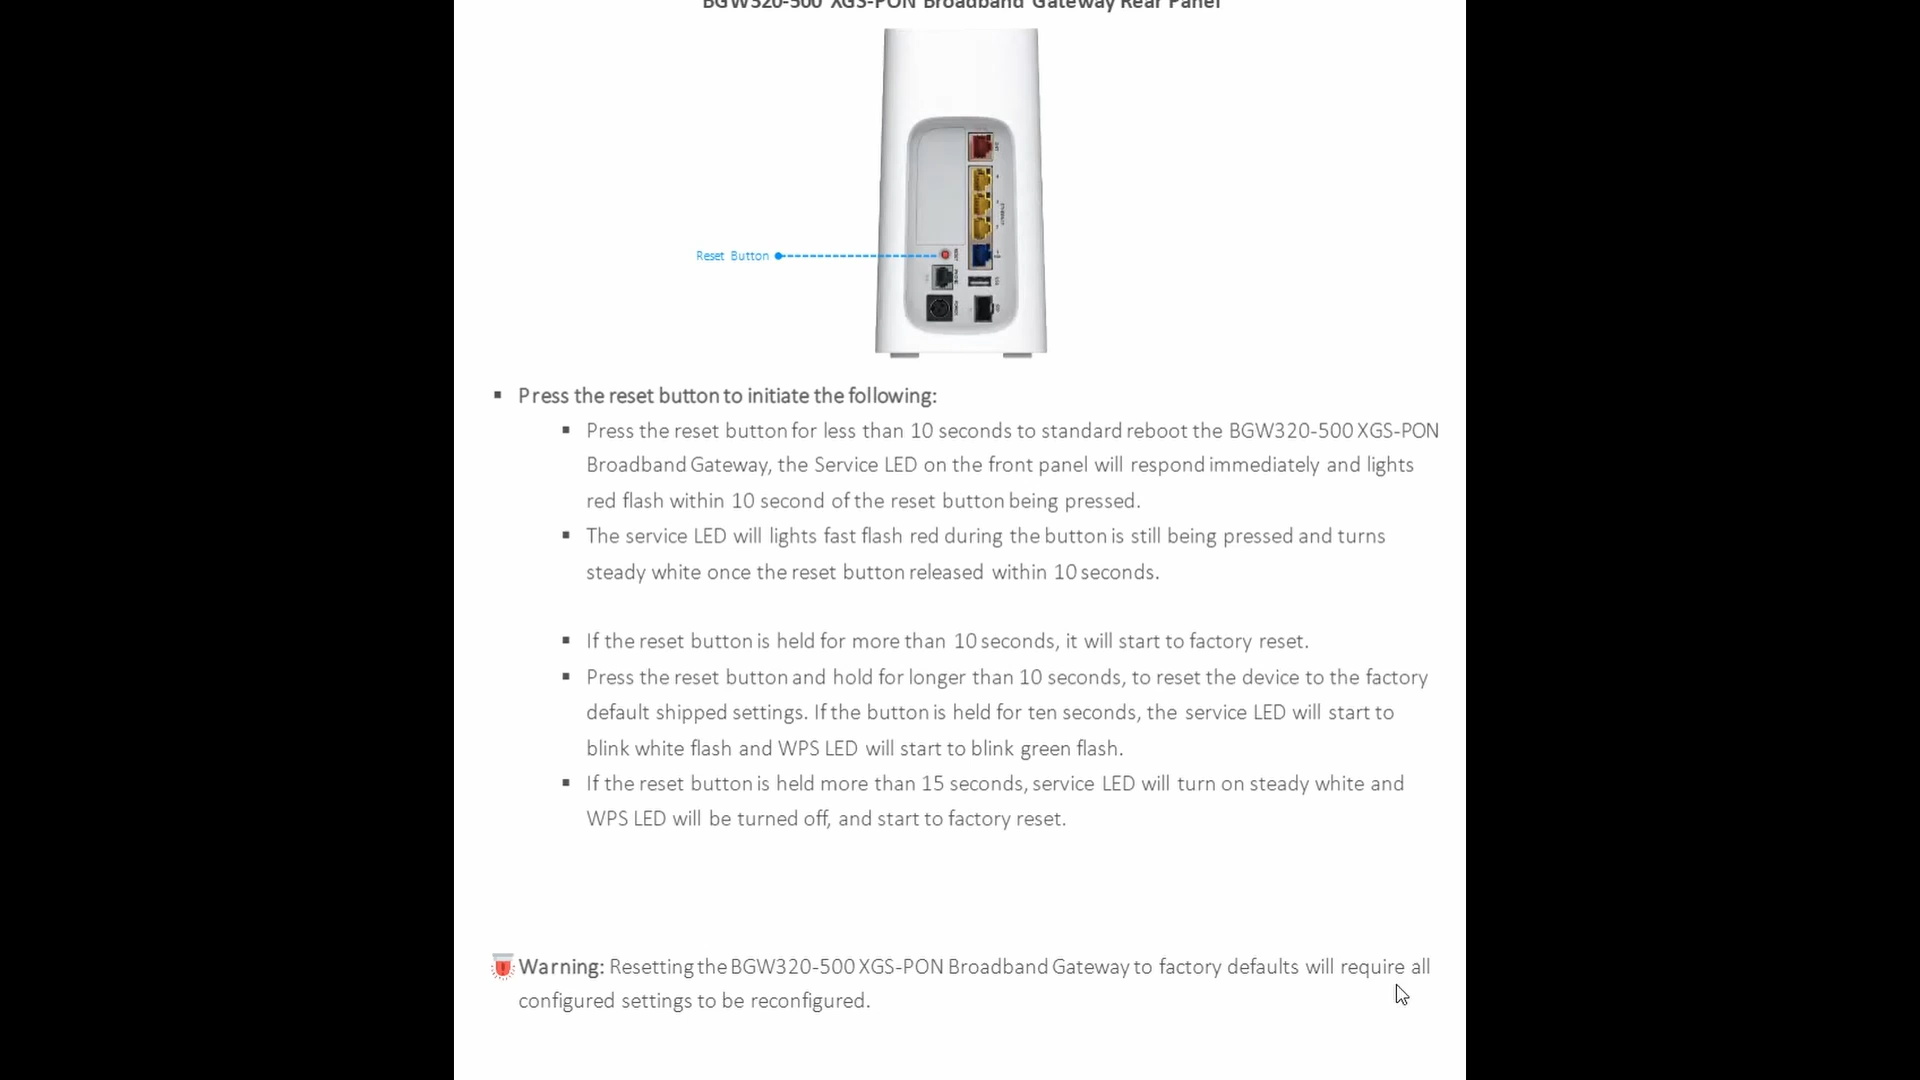 BGW320-500 XGS-PON Broadband Gateway Rear Panel
Reset Button
▪ Press the reset button to initiate the following:
▪ Press the reset button for less than 10 seconds to standard reboot the BGW320-500 XGS-PON
Broadband Gateway, the Service LED on the front panel will respond immediately and lights
red flash within 10 second of the reset button being pressed.
▪ The service LED will lights fast flash red during the button is still being pressed and turns
steady white once the reset button released within 10 seconds.
▪ If the reset button is held for more than 10 seconds, it will start to factory reset.
▪ Press the reset button and hold for longer than 10 seconds, to reset the device to the factory
default shipped settings. If the button is held for ten seconds, the service LED will start to
blink white flash and WPS LED will start to blink green flash.
▪ If the reset button is held more than 15 seconds, service LED will turn on steady white and
WPS LED will be turned off, and start to factory reset.
Warning: Resetting the BGW320-500 XGS-PON Broadband Gateway to factory defaults will require all
configured settings to be reconfigured.